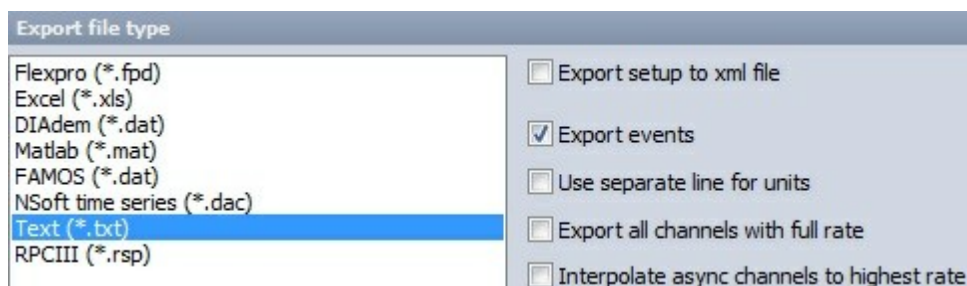 Export file type
Flexpro (*.fpd)
Excel (*.xls)
DIAdem (*.dat)
Matlab (*.mat)
FAMOS (*.dat)
NSoft time series (*.dac)
Text (*.txt)
RPCIII (*.rsp)
Export setup to xml file
Export events
Use separate line for units
Export all channels with full rate
Interpolate async channels to highest rate